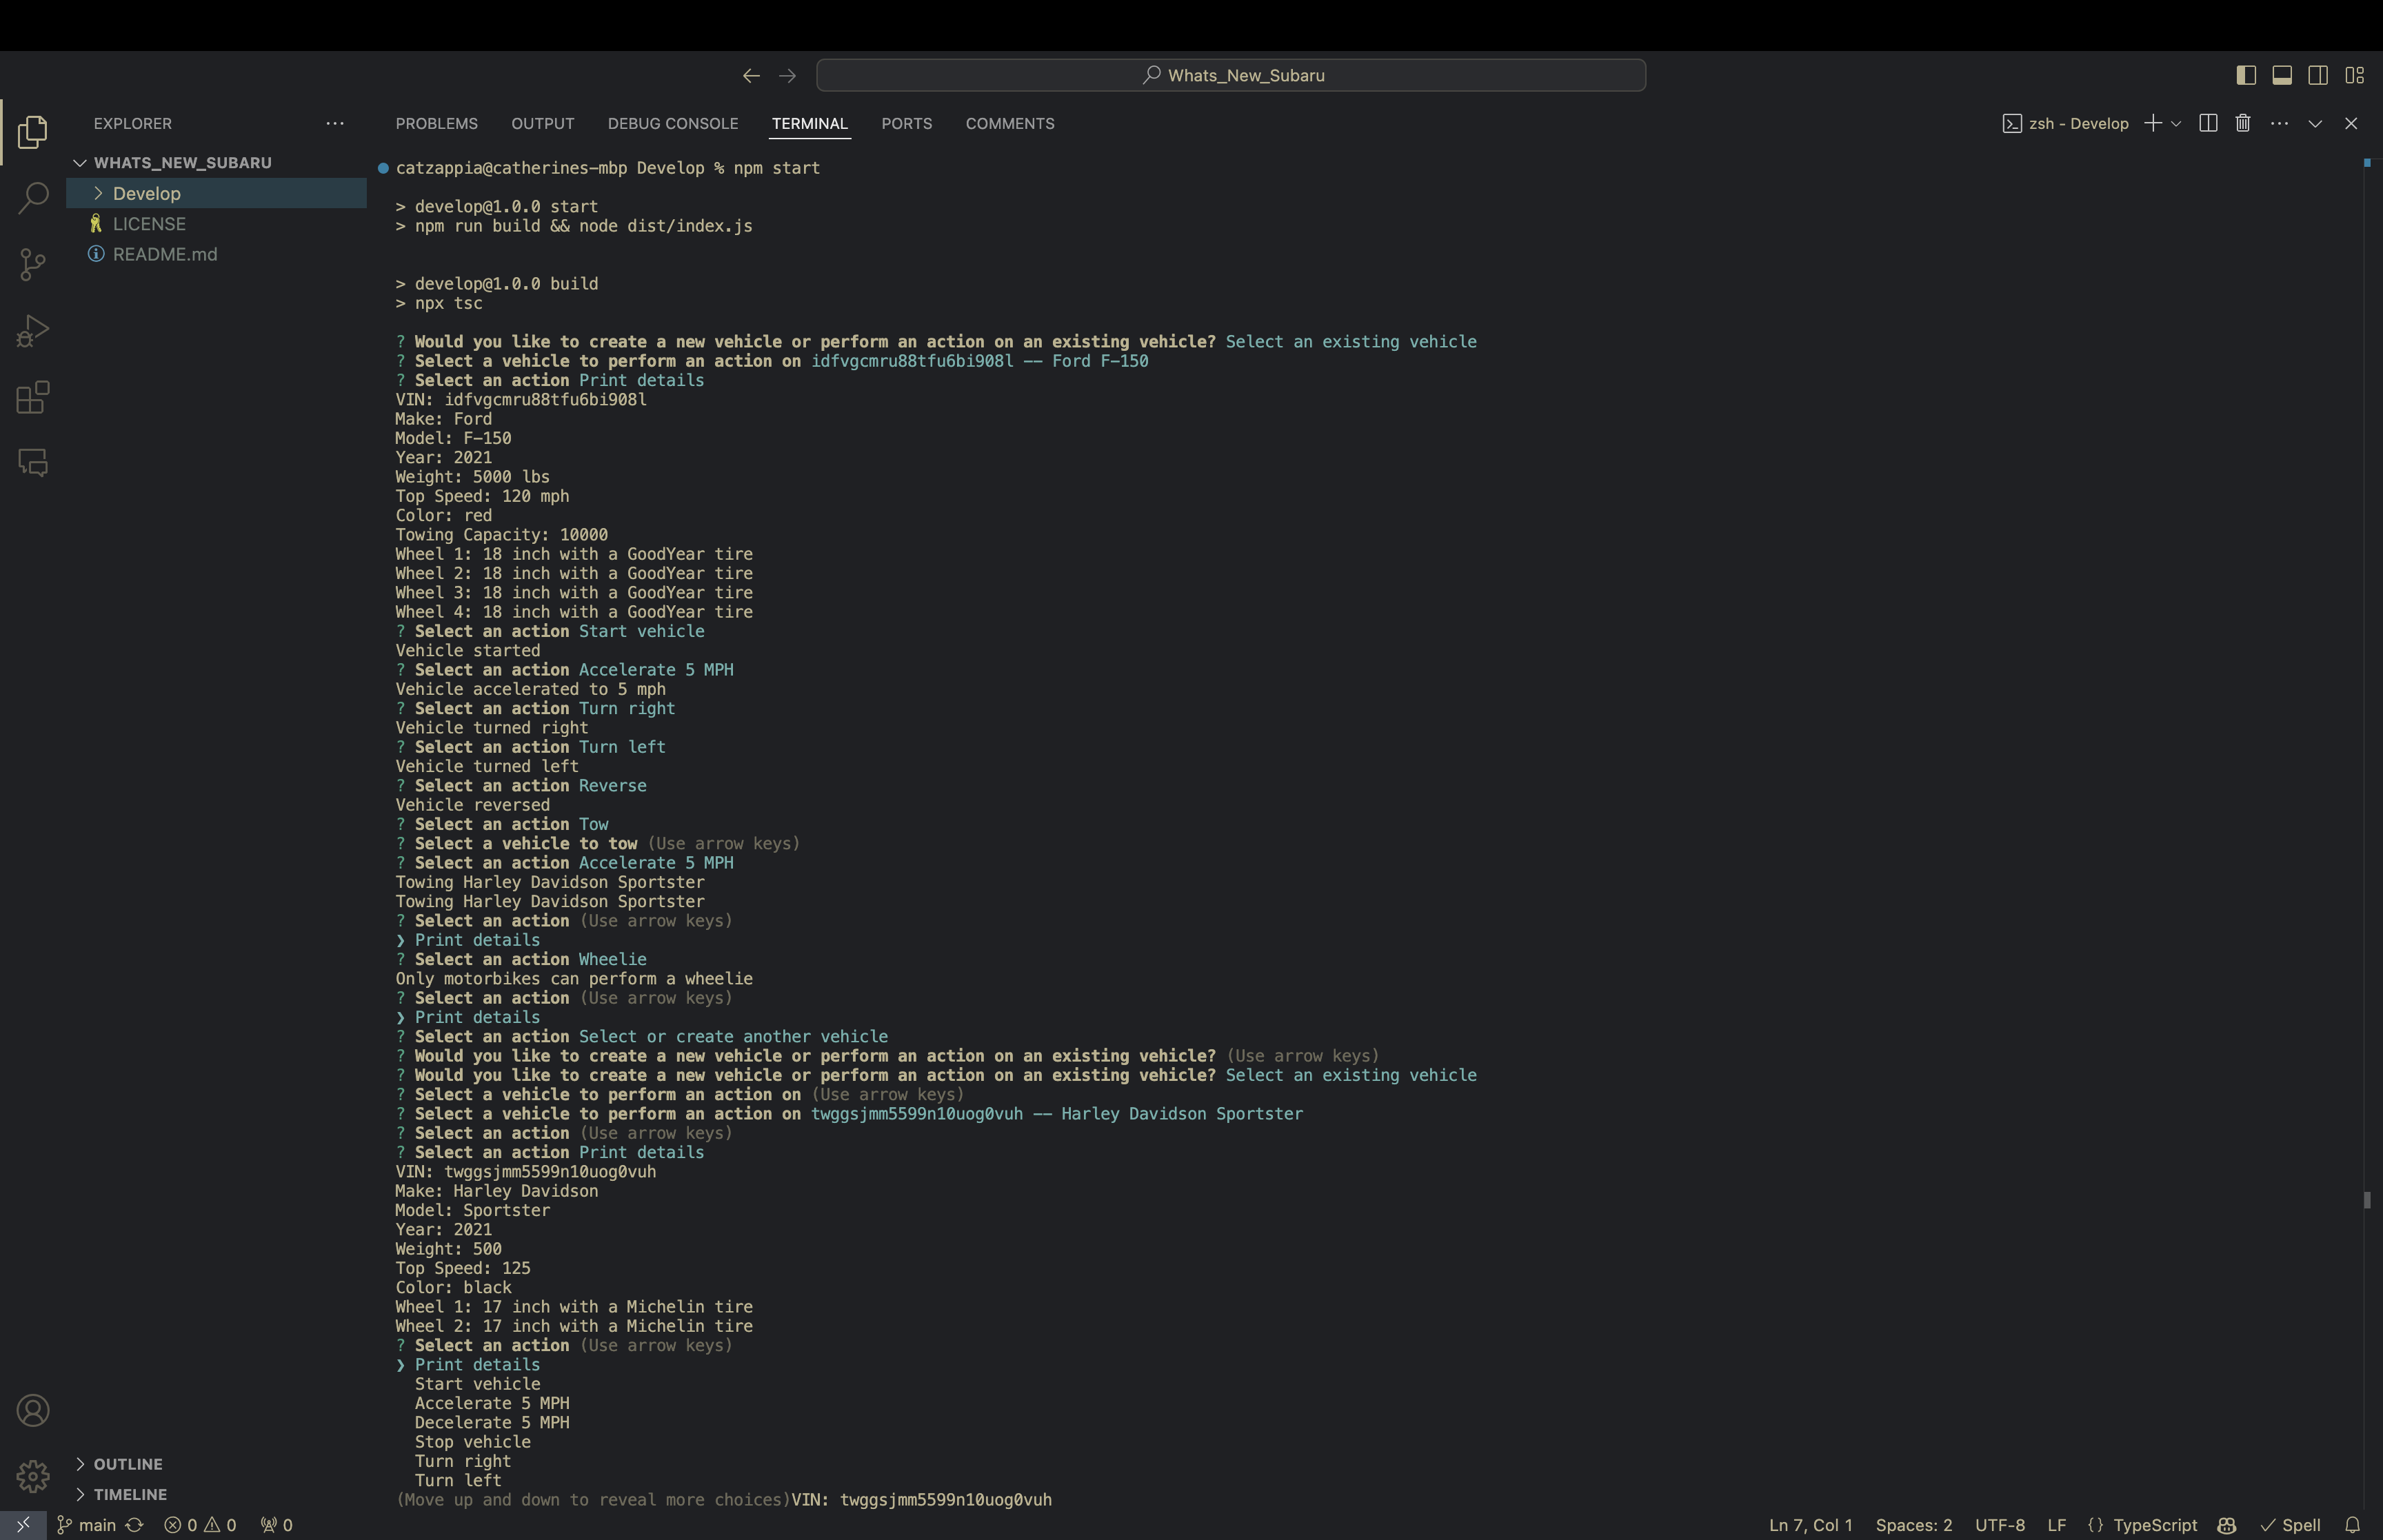 Whats_New_Subaru
EXPLORER
WHATS_NEW_SUBARU
Develop
LICENSE
README.md
OUTLINE
TIMELINE
PROBLEMS OUTPUT DEBUG CONSOLE TERMINAL PORTS COMMENTS
zsh - Develop
catzappia@catherines-mbp Develop % npm start
> develop@1.0.0 start
> npm run build && node dist/index.js
> develop@1.0.0 build
> npx tsc
? Would you like to create a new vehicle or perform an action on an existing vehicle? Select an existing vehicle
? Select a vehicle to perform an action on idfvgcmru88tfu6bi908l -- Ford F-150
? Select an action Print details
VIN: idfvgcmru88tfu6bi908l
Make: Ford
Model: F-150
Year: 2021
Weight: 5000 lbs
Top Speed: 120 mph
Color: red
Towing Capacity: 10000
Wheel 1: 18 inch with a GoodYear tire
Wheel 2: 18 inch with a GoodYear tire
Wheel 3: 18 inch with a GoodYear tire
Wheel 4: 18 inch with a GoodYear tire
? Select an action Start vehicle
Vehicle started
? Select an action Accelerate 5 MPH
Vehicle accelerated to 5 mph
? Select an action Turn right
Vehicle turned right
? Select an action Turn left
Vehicle turned left
? Select an action Reverse
Vehicle reversed
? Select an action Tow
? Select a vehicle to tow (Use arrow keys)
? Select an action Accelerate 5 MPH
Towing Harley Davidson Sportster
Towing Harley Davidson Sportster
? Select an action (Use arrow keys)
❯ Print details
? Select an action Wheelie
Only motorbikes can perform a wheelie
? Select an action (Use arrow keys)
❯ Print details
? Select an action Select or create another vehicle
? Would you like to create a new vehicle or perform an action on an existing vehicle? (Use arrow keys)
? Would you like to create a new vehicle or perform an action on an existing vehicle? Select an existing vehicle
? Select a vehicle to perform an action on (Use arrow keys)
? Select a vehicle to perform an action on twggsjmm5599n10uog0vuh -- Harley Davidson Sportster
? Select an action (Use arrow keys)
? Select an action Print details
VIN: twggsjmm5599n10uog0vuh
Make: Harley Davidson
Model: Sportster
Year: 2021
Weight: 500
Top Speed: 125
Color: black
Wheel 1: 17 inch with a Michelin tire
Wheel 2: 17 inch with a Michelin tire
? Select an action (Use arrow keys)
❯ Print details
Start vehicle
Accelerate 5 MPH
Decelerate 5 MPH
Stop vehicle
Turn right
Turn left
(Move up and down to reveal more choices)VIN: twggsjmm5599n10uog0vuh
main 0 0 0 Ln 7, Col 1 Spaces: 2 UTF-8 LF {} TypeScript Spell